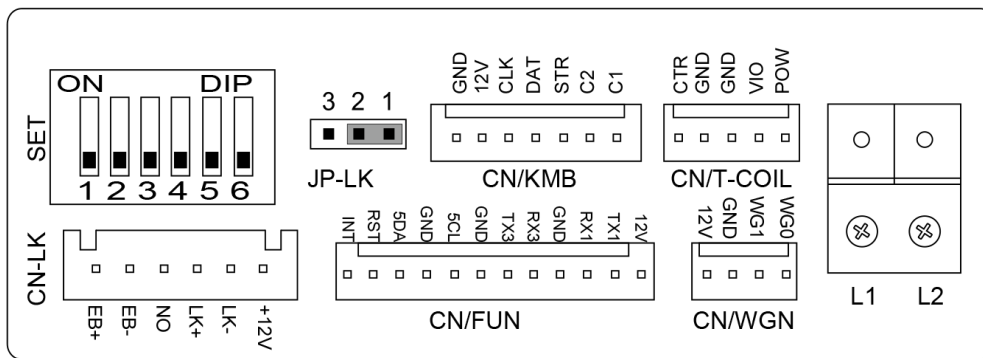 ON DIP
1 2 3 4 5 6
SET
3 2 1
JP-LK
GND
12V
CLK
DAT
STR
C2
C1
CN/KMB
CTR
GND
GND
VIO
POW
CN/T-COIL
CN-LK
EB+
EB-
NO
LK+
LK-
+12V
INT
RST
5DA
GND
5CL
GND
TX3
RX3
GND
RX1
TX1
12V
CN/FUN
12V
GND
WG1
WG0
CN/WGN
L1 L2